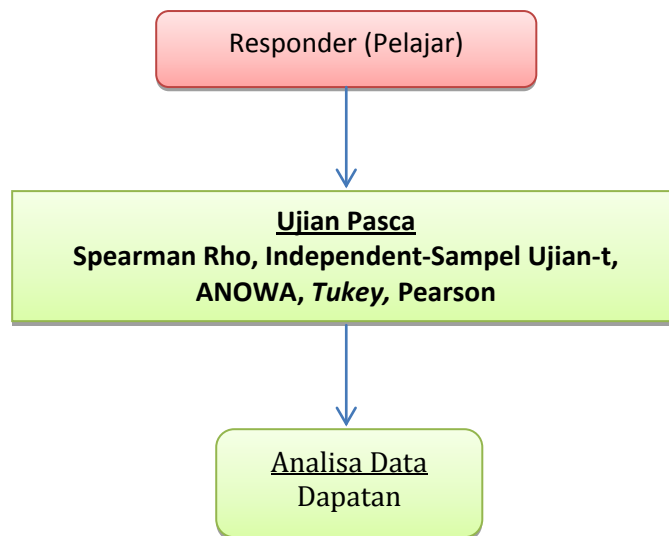 Responder (Pelajar)
Ujian Pasca
Spearman Rho, Independent-Sampel Ujian-t,
ANOWA, Tukey, Pearson
Analisa Data
Dapatan